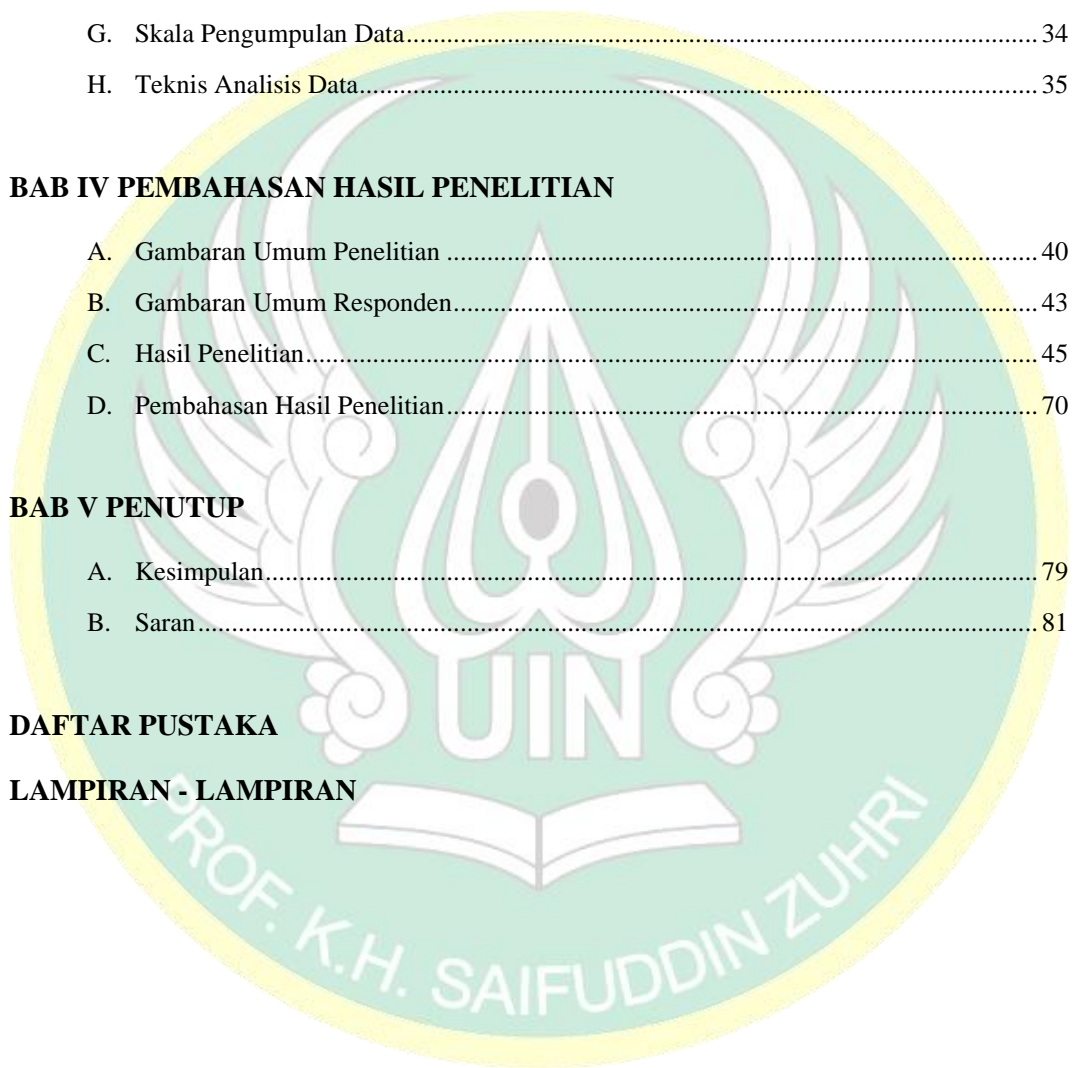 G. Skala Pengumpulan Data........................................................................ 34
H. Teknis Analisis Data............................................................................ 35
BAB IV PEMBAHASAN HASIL PENELITIAN
A. Gambaran Umum Penelitian ................................................................ 40
B. Gambaran Umum Responden................................................................ 43
C. Hasil Penelitian.................................................................................... 45
D. Pembahasan Hasil Penelitian................................................................ 70
BAB V PENUTUP
A. Kesimpulan.......................................................................................... 79
B. Saran.................................................................................................... 81
DAFTAR PUSTAKA
LAMPIRAN - LAMPIRAN
UIN
PROF. K.H. SAIFUDDIN ZUHRI